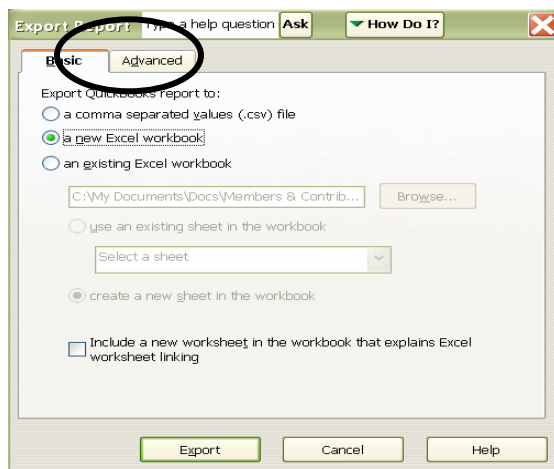 Export Report Type a help question Ask How Do I?
Basic Advanced
Export Quickbooks report to:
a comma separated values (.csv) file
a new Excel workbook
an existing Excel workbook
C:\My Documents\Docs\Members & Contrib... Browse...
use an existing sheet in the workbook
Select a sheet
create a new sheet in the workbook
Include a new worksheet in the workbook that explains Excel
worksheet linking
Export Cancel Help